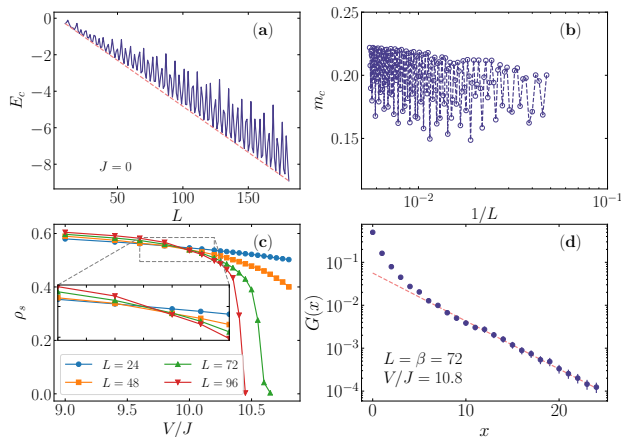 0
−2
−4
−6
−8
E_c
(a)
J = 0
50
100
150
L
0.25
0.20
0.15
m_c
(b)
10^{-2}
10^{-1}
1/L
0.6
0.4
0.2
0.0
ρ_s
(c)
L = 24
L = 48
L = 72
L = 96
9.0
9.5
10.0
10.5
V/J
10^0
10^{-1}
10^{-2}
10^{-3}
10^{-4}
G(x)
(d)
L = β = 72
V/J = 10.8
0
10
20
x